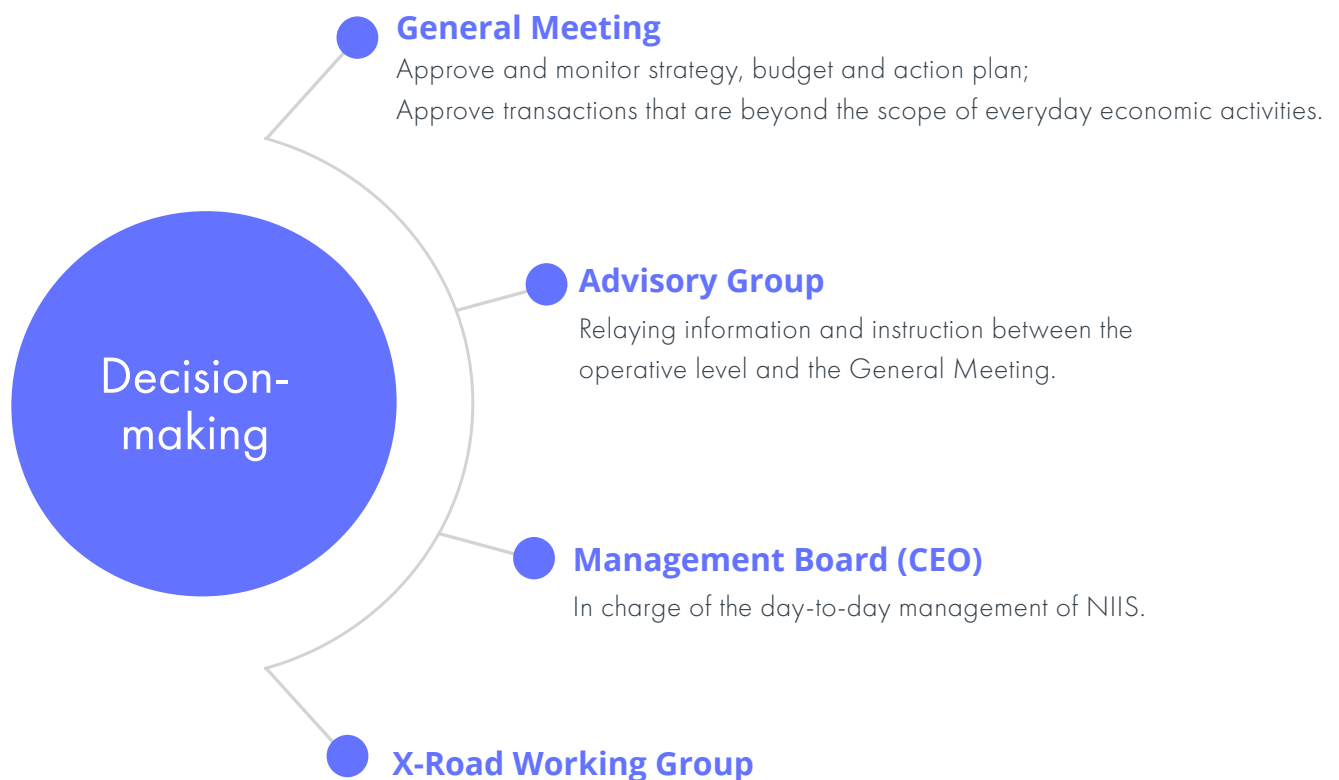 General Meeting
Approve and monitor strategy, budget and action plan;
Approve transactions that are beyond the scope of everyday economic activities.
Advisory Group
Relaying information and instruction between the
operative level and the General Meeting.
Decision-
making
Management Board (CEO)
In charge of the day-to-day management of NIIS.
X-Road Working Group